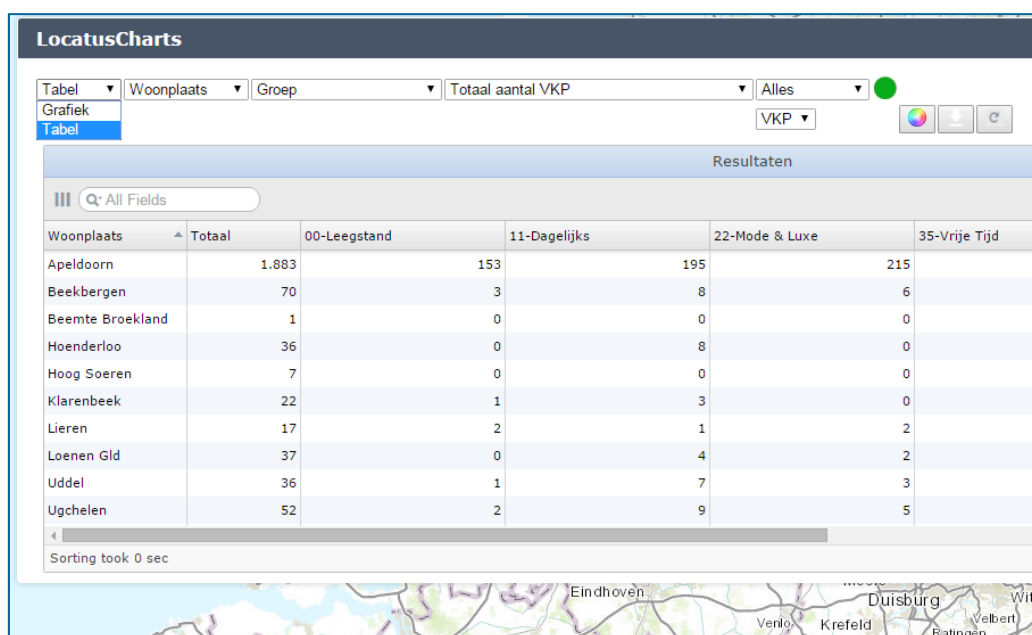 LocatusCharts
Tabel Woonplaats Groep Totaal aantal VKP Alles
Grafiek
Tabel
VKP
Resultaten
All Fields
Woonplaats Totaal 00-Leegstand 11-Dagelijks 22-Mode & Luxe 35-Vrije Tijd
Apeldoorn 1.883 153 195 215
Beekbergen 70 3 8 6
Beemte Broekland 1 0 0 0
Hoenderloo 36 0 8 0
Hoog Soeren 7 0 0 0
Klarenbeek 22 1 3 0
Lieren 17 2 1 2
Loenen Gld 37 0 4 2
Uddel 36 1 7 3
Ugchelen 52 2 9 5
Sorting took 0 sec
Eindhoven
Duisburg
Wit
Venlo
Krefeld
Velbert
Ratingen